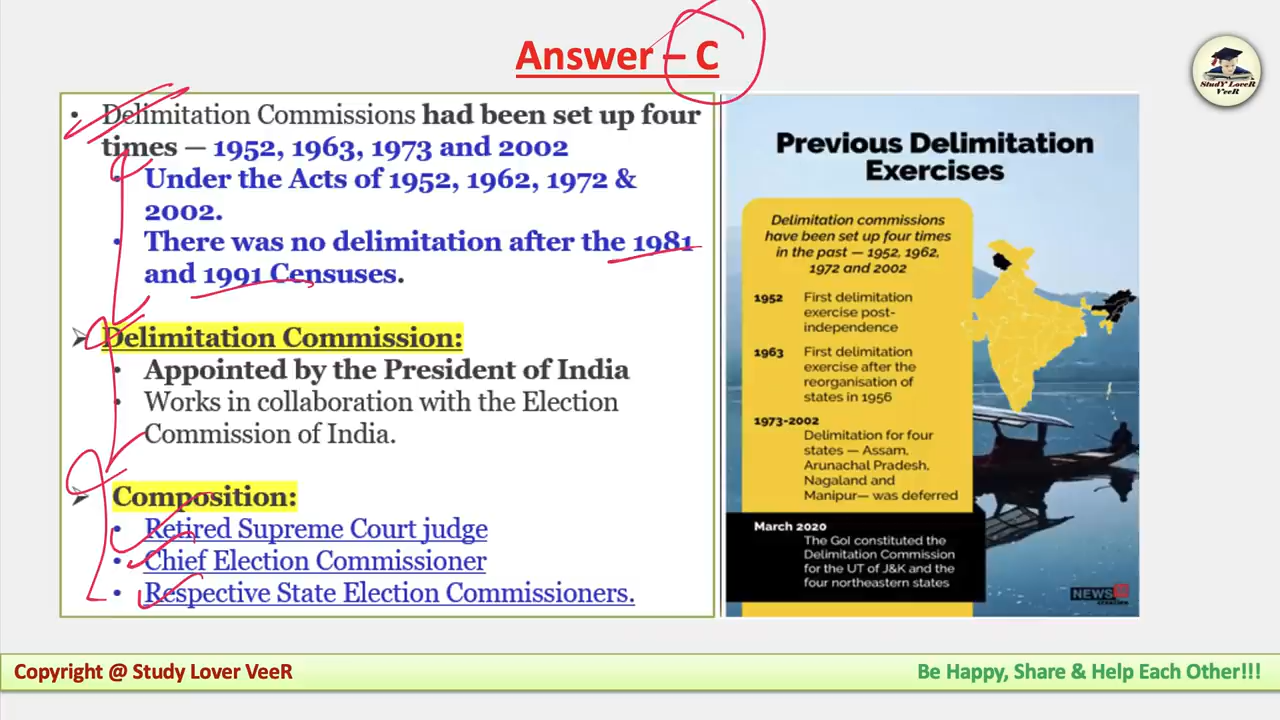 Answer – C
StudY LoveR
VeeR
• Delimitation Commissions had been set up four
times — 1952, 1963, 1973 and 2002
• Under the Acts of 1952, 1962, 1972 &
2002.
• There was no delimitation after the 1981
and 1991 Censuses.
Delimitation Commission:
• Appointed by the President of India
• Works in collaboration with the Election
Commission of India.
Composition:
• Retired Supreme Court judge
• Chief Election Commissioner
• Respective State Election Commissioners.
Previous Delimitation
Exercises
Delimitation commissions
have been set up four times
in the past — 1952, 1962,
1972 and 2002
1952 First delimitation
exercise post-
independence
1963 First delimitation
exercise after the
reorganisation of
states in 1956
1973-2002
Delimitation for four
states — Assam,
Arunachal Pradesh,
Nagaland and
Manipur— was deferred
March 2020
The GoI constituted the
Delimitation Commission
for the UT of J&K and the
four northeastern states
NEWS
creative
Copyright @ Study Lover VeeR
Be Happy, Share & Help Each Other!!!